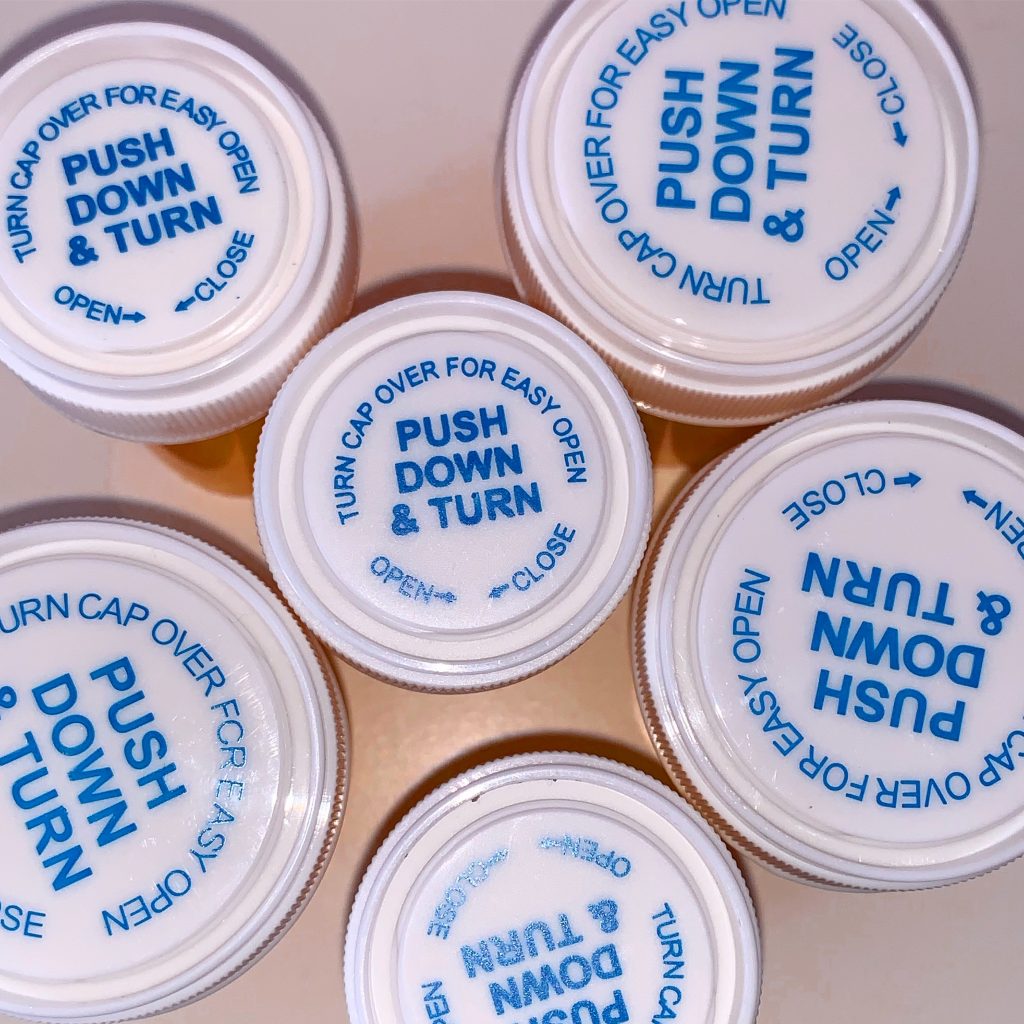 TURN CAP OVER FOR EASY OPEN
PUSH
DOWN
& TURN
OPEN→
←CLOSE
TURN CAP OVER FOR EASY OPEN
PUSH
DOWN
& TURN
OPEN→
←CLOSE
TURN CAP OVER FOR EASY OPEN
PUSH
DOWN
& TURN
OPEN→
←CLOSE
CAP OVER FOR EASY OPEN
PUSH
DOWN
& TURN
←CLOSE
URN CAP OVER FOR EASY OPEN
PUSH
DOWN
& TURN
TURN CA
OPEN
PUSH
DOWN
& TURN
OPEN→
←CLOSE